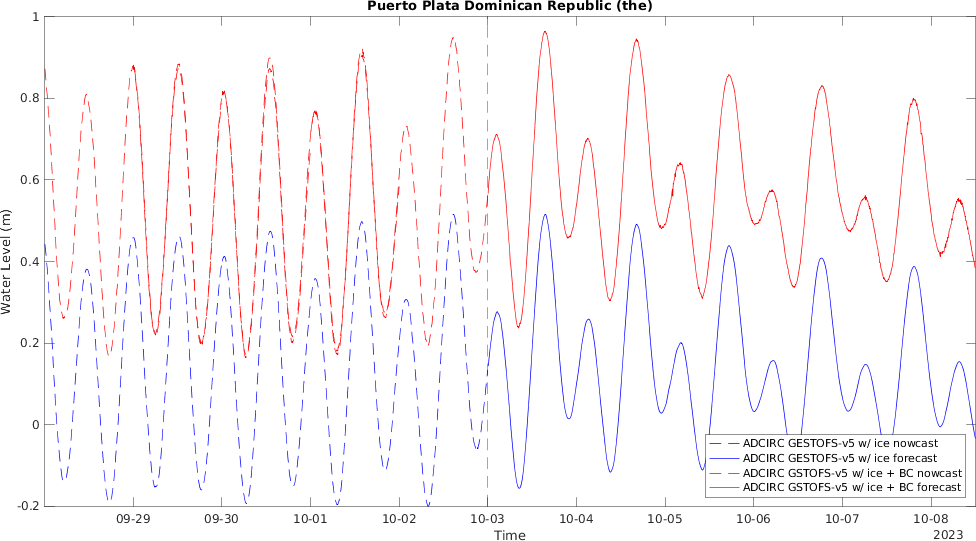 Puerto Plata Dominican Republic (the)
Water Level (m)
1
0.8
0.6
0.4
0.2
0
-0.2
ADCIRC GESTOFS-v5 w/ ice nowcast
ADCIRC GESTOFS-v5 w/ ice forecast
ADCIRC GSTOFS-v5 w/ ice + BC nowcast
ADCIRC GSTOFS-v5 w/ ice + BC forecast
09-29 09-30 10-01 10-02 10-03 10-04 10-05 10-06 10-07 10-08
Time
2023